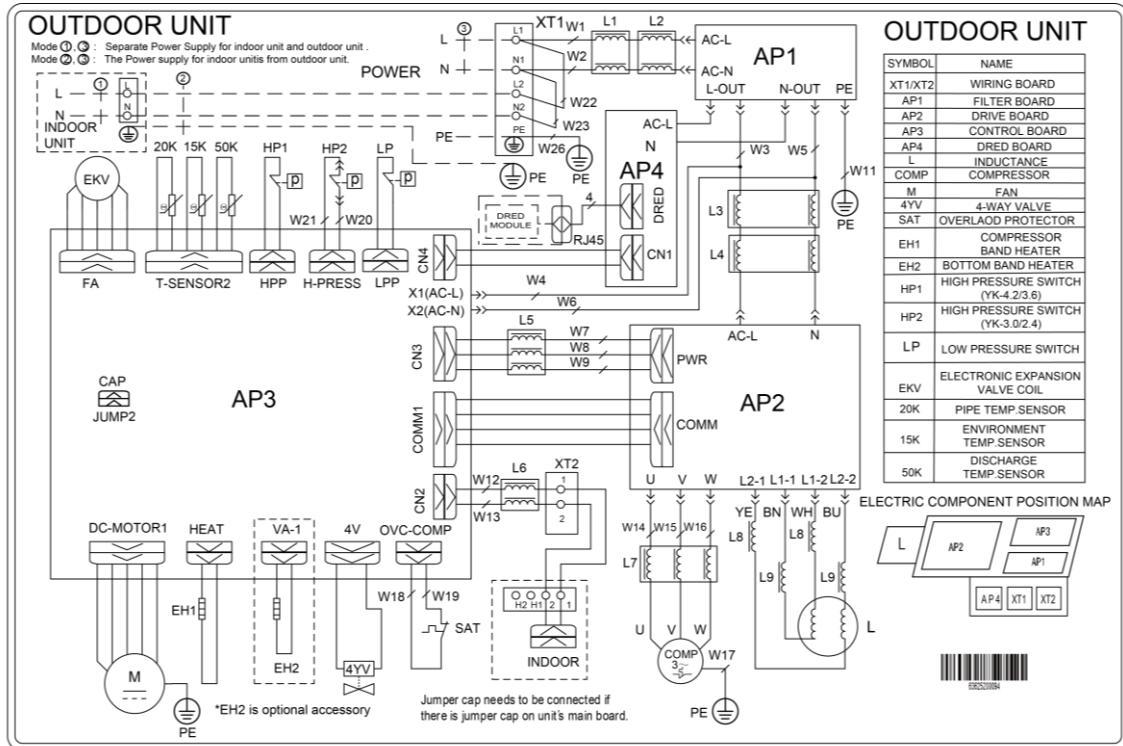 OUTDOOR UNIT
Mode ①, ③ : Separate Power Supply for indoor unit and outdoor unit .
Mode ②, ③ : The Power supply for indoor unitis from outdoor unit.
① ②
L
N
L
N
INDOOR
UNIT
POWER
③
L
N
PE
XT1
L1
N1
L2
N2
PE
W1
W2
W22
W23
W26
PE
PE
L1 L2
AC-L
AC-N
AP1
L-OUT N-OUT PE
W3 W5 W11
PE
AC-L
N
AP4
DRED
CN1
4
DRED
MODULE
RJ45
L3
L4
EKV
20K 15K 50K HP1 HP2 LP
θ θ θ
P P P
W21 W20
FA T-SENSOR2 HPP H-PRESS LPP
CN4
X1(AC-L)
X2(AC-N)
W4
W6
CN3
L5
W7
W8
W9
PWR
CAP
JUMP2
AP3
COMM1
COMM
AC-L N
AP2
CN2
W12
W13
L6
XT2
1
2
U V W L2-1 L1-1 L1-2 L2-2
YE BN WH BU
W14 W15 W16
L7
L8 L8
L9 L9
L
U V W
COMP
3~
W17
PE
DC-MOTOR1 HEAT VA-1 4V OVC-COMP
W18 W19
EH1
EH2
SAT
4YV
M
PE
H2 H1 2 1
INDOOR
*EH2 is optional accessory
Jumper cap needs to be connected if
there is jumper cap on unit's main board.
OUTDOOR UNIT
SYMBOL NAME
XT1/XT2 WIRING BOARD
AP1 FILTER BOARD
AP2 DRIVE BOARD
AP3 CONTROL BOARD
AP4 DRED BOARD
L INDUCTANCE
COMP COMPRESSOR
M FAN
4YV 4-WAY VALVE
SAT OVERLAOD PROTECTOR
EH1 COMPRESSOR
BAND HEATER
EH2 BOTTOM BAND HEATER
HP1 HIGH PRESSURE SWITCH
(YK-4.2/3.6)
HP2 HIGH PRESSURE SWITCH
(YK-3.0/2.4)
LP LOW PRESSURE SWITCH
EKV ELECTRONIC EXPANSION
VALVE COIL
20K PIPE TEMP.SENSOR
15K ENVIRONMENT
TEMP.SENSOR
50K DISCHARGE
TEMP.SENSOR
ELECTRIC COMPONENT POSITION MAP
L AP2 AP3
AP1
AP4 XT1 XT2